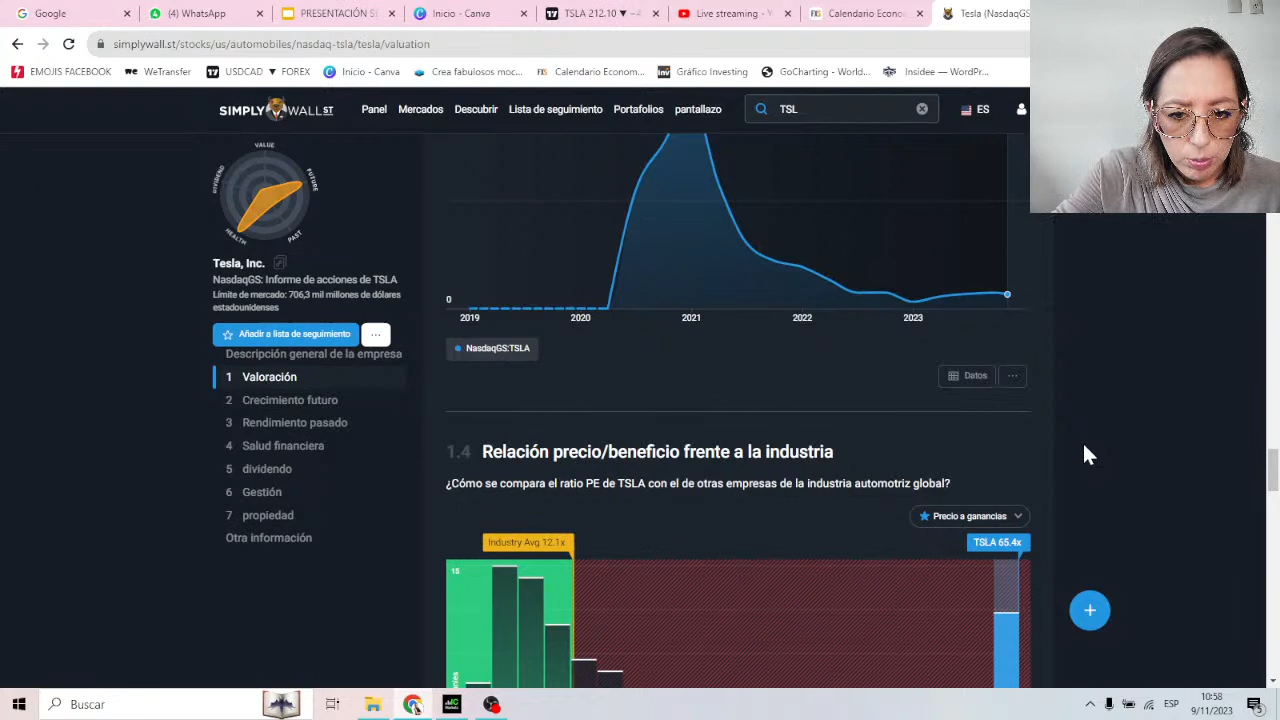 Google
(4) WhatsApp
PRESENTACIÓN SI
Inicio - Canva
TSLA 212.10 ▼ −4
Live streaming - Y
Calendario Econo
Tesla (NasdaqGS
simplywall.st/stocks/us/automobiles/nasdaq-tsla/tesla/valuation
EMOJIS FACEBOOK
WeTransfer
USDCAD ▼ FOREX
Inicio - Canva
Crea fabulosos moc...
Calendario Econom...
Gráfico Investing
GoCharting - World...
Insidee — WordPr...
SIMPLY WALL ST
Panel
Mercados
Descubrir
Lista de seguimiento
Portafolios
pantallazo
TSL
ES
VALUE
FUTURE
PAST
HEALTH
DIVIDEND
Tesla, Inc.
NasdaqGS: Informe de acciones de TSLA
Límite de mercado: 706,3 mil millones de dólares
estadounidenses
Añadir a lista de seguimiento
...
Descripción general de la empresa
1 Valoración
2 Crecimiento futuro
3 Rendimiento pasado
4 Salud financiera
5 dividendo
6 Gestión
7 propiedad
Otra información
0
2019
2020
2021
2022
2023
NasdaqGS:TSLA
Datos
...
1.4 Relación precio/beneficio frente a la industria
¿Cómo se compara el ratio PE de TSLA con el de otras empresas de la industria automotriz global?
Precio a ganancias
Industry Avg 12.1x
TSLA 65.4x
15
Buscar
ESP
10:58
9/11/2023